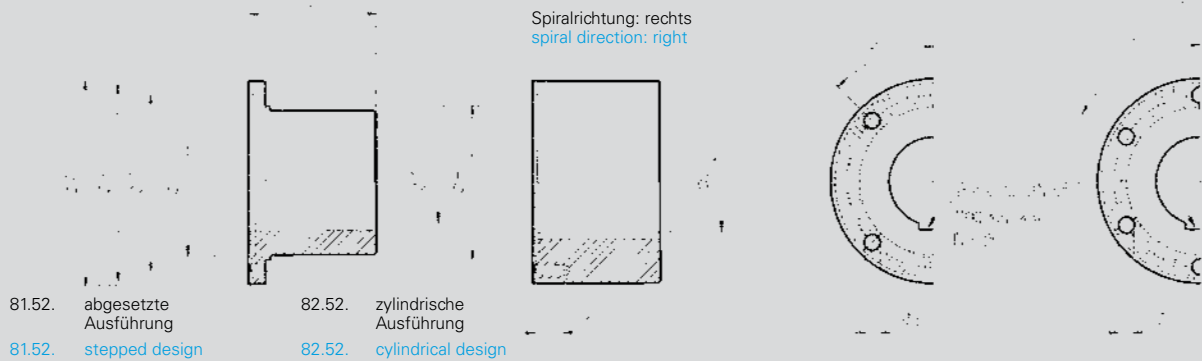 Spiralrichtung: rechts
spiral direction: right
81.52. abgesetzte
Ausführung
82.52. zylindrische
Ausführung
81.52. stepped design
82.52. cylindrical design